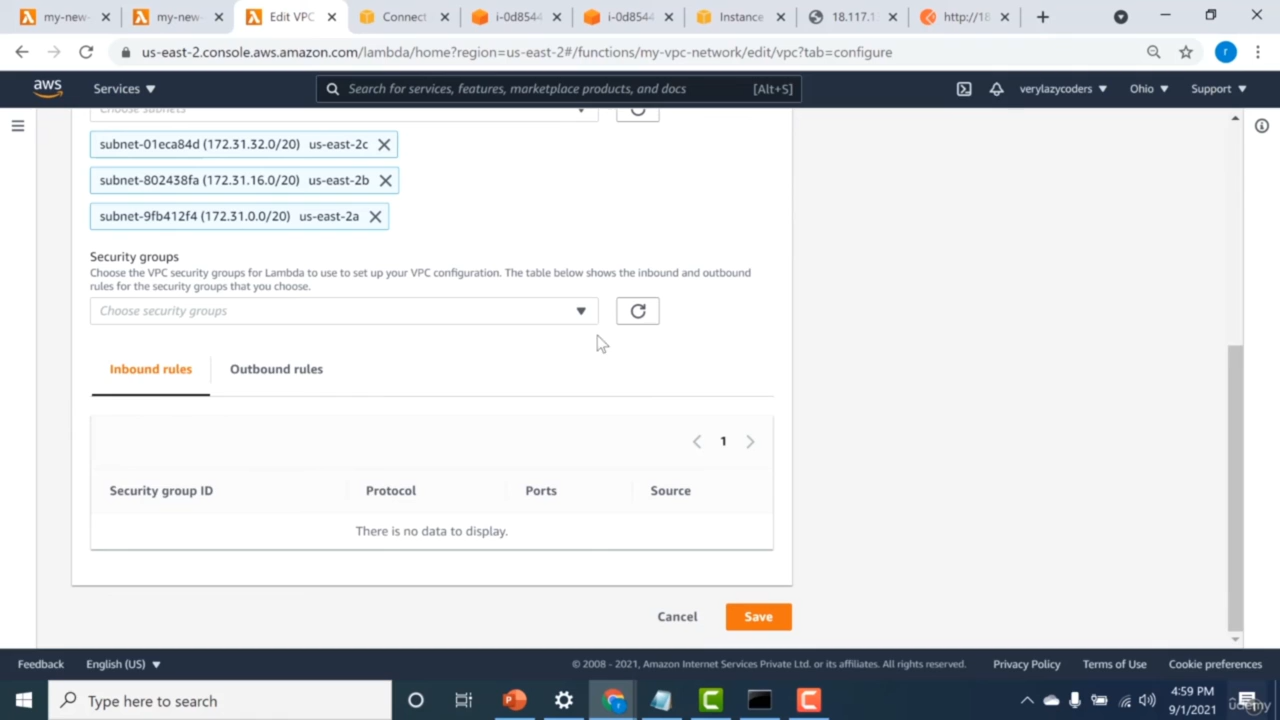 my-new-
my-new-
Edit VPC
Connect
i-0d8544
i-0d8544
Instance
18.117.1
http://18
us-east-2.console.aws.amazon.com/lambda/home?region=us-east-2#/functions/my-vpc-network/edit/vpc?tab=configure
r
aws
Services
Search for services, features, marketplace products, and docs
[Alt+S]
verylazycoders
Ohio
Support
Choose subnets
subnet-01eca84d (172.31.32.0/20) us-east-2c
subnet-802438fa (172.31.16.0/20) us-east-2b
subnet-9fb412f4 (172.31.0.0/20) us-east-2a
Security groups
Choose the VPC security groups for Lambda to use to set up your VPC configuration. The table below shows the inbound and outbound
rules for the security groups that you choose.
Choose security groups
Inbound rules
Outbound rules
1
Security group ID
Protocol
Ports
Source
There is no data to display.
Cancel
Save
Feedback
English (US)
© 2008 - 2021, Amazon Internet Services Private Ltd. or its affiliates. All rights reserved.
Privacy Policy
Terms of Use
Cookie preferences
Type here to search
4:59 PM
9/1/2021
ûdemy